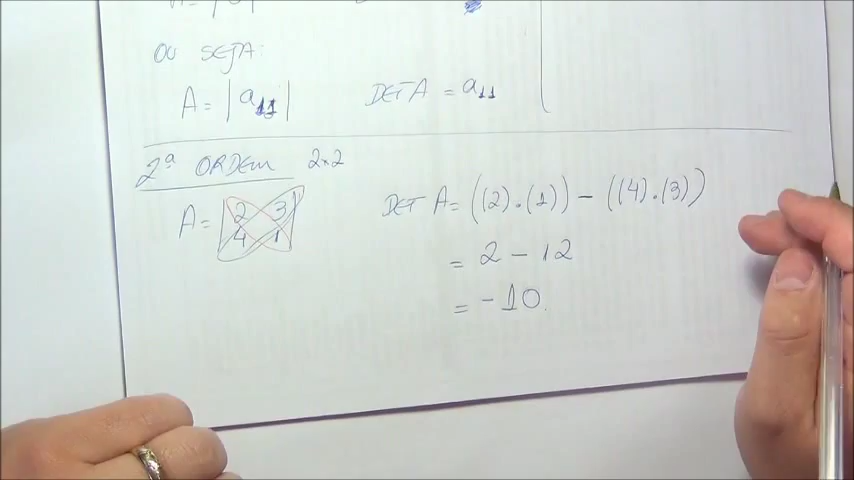 OU SEJA:
A = | a11 | DET A = a11
2ª ORDEM 2x2
A = | 2 3 | DET A = ((2).(1)) - ((4).(3))
| 4 1 |
= 2 - 12
= -10.